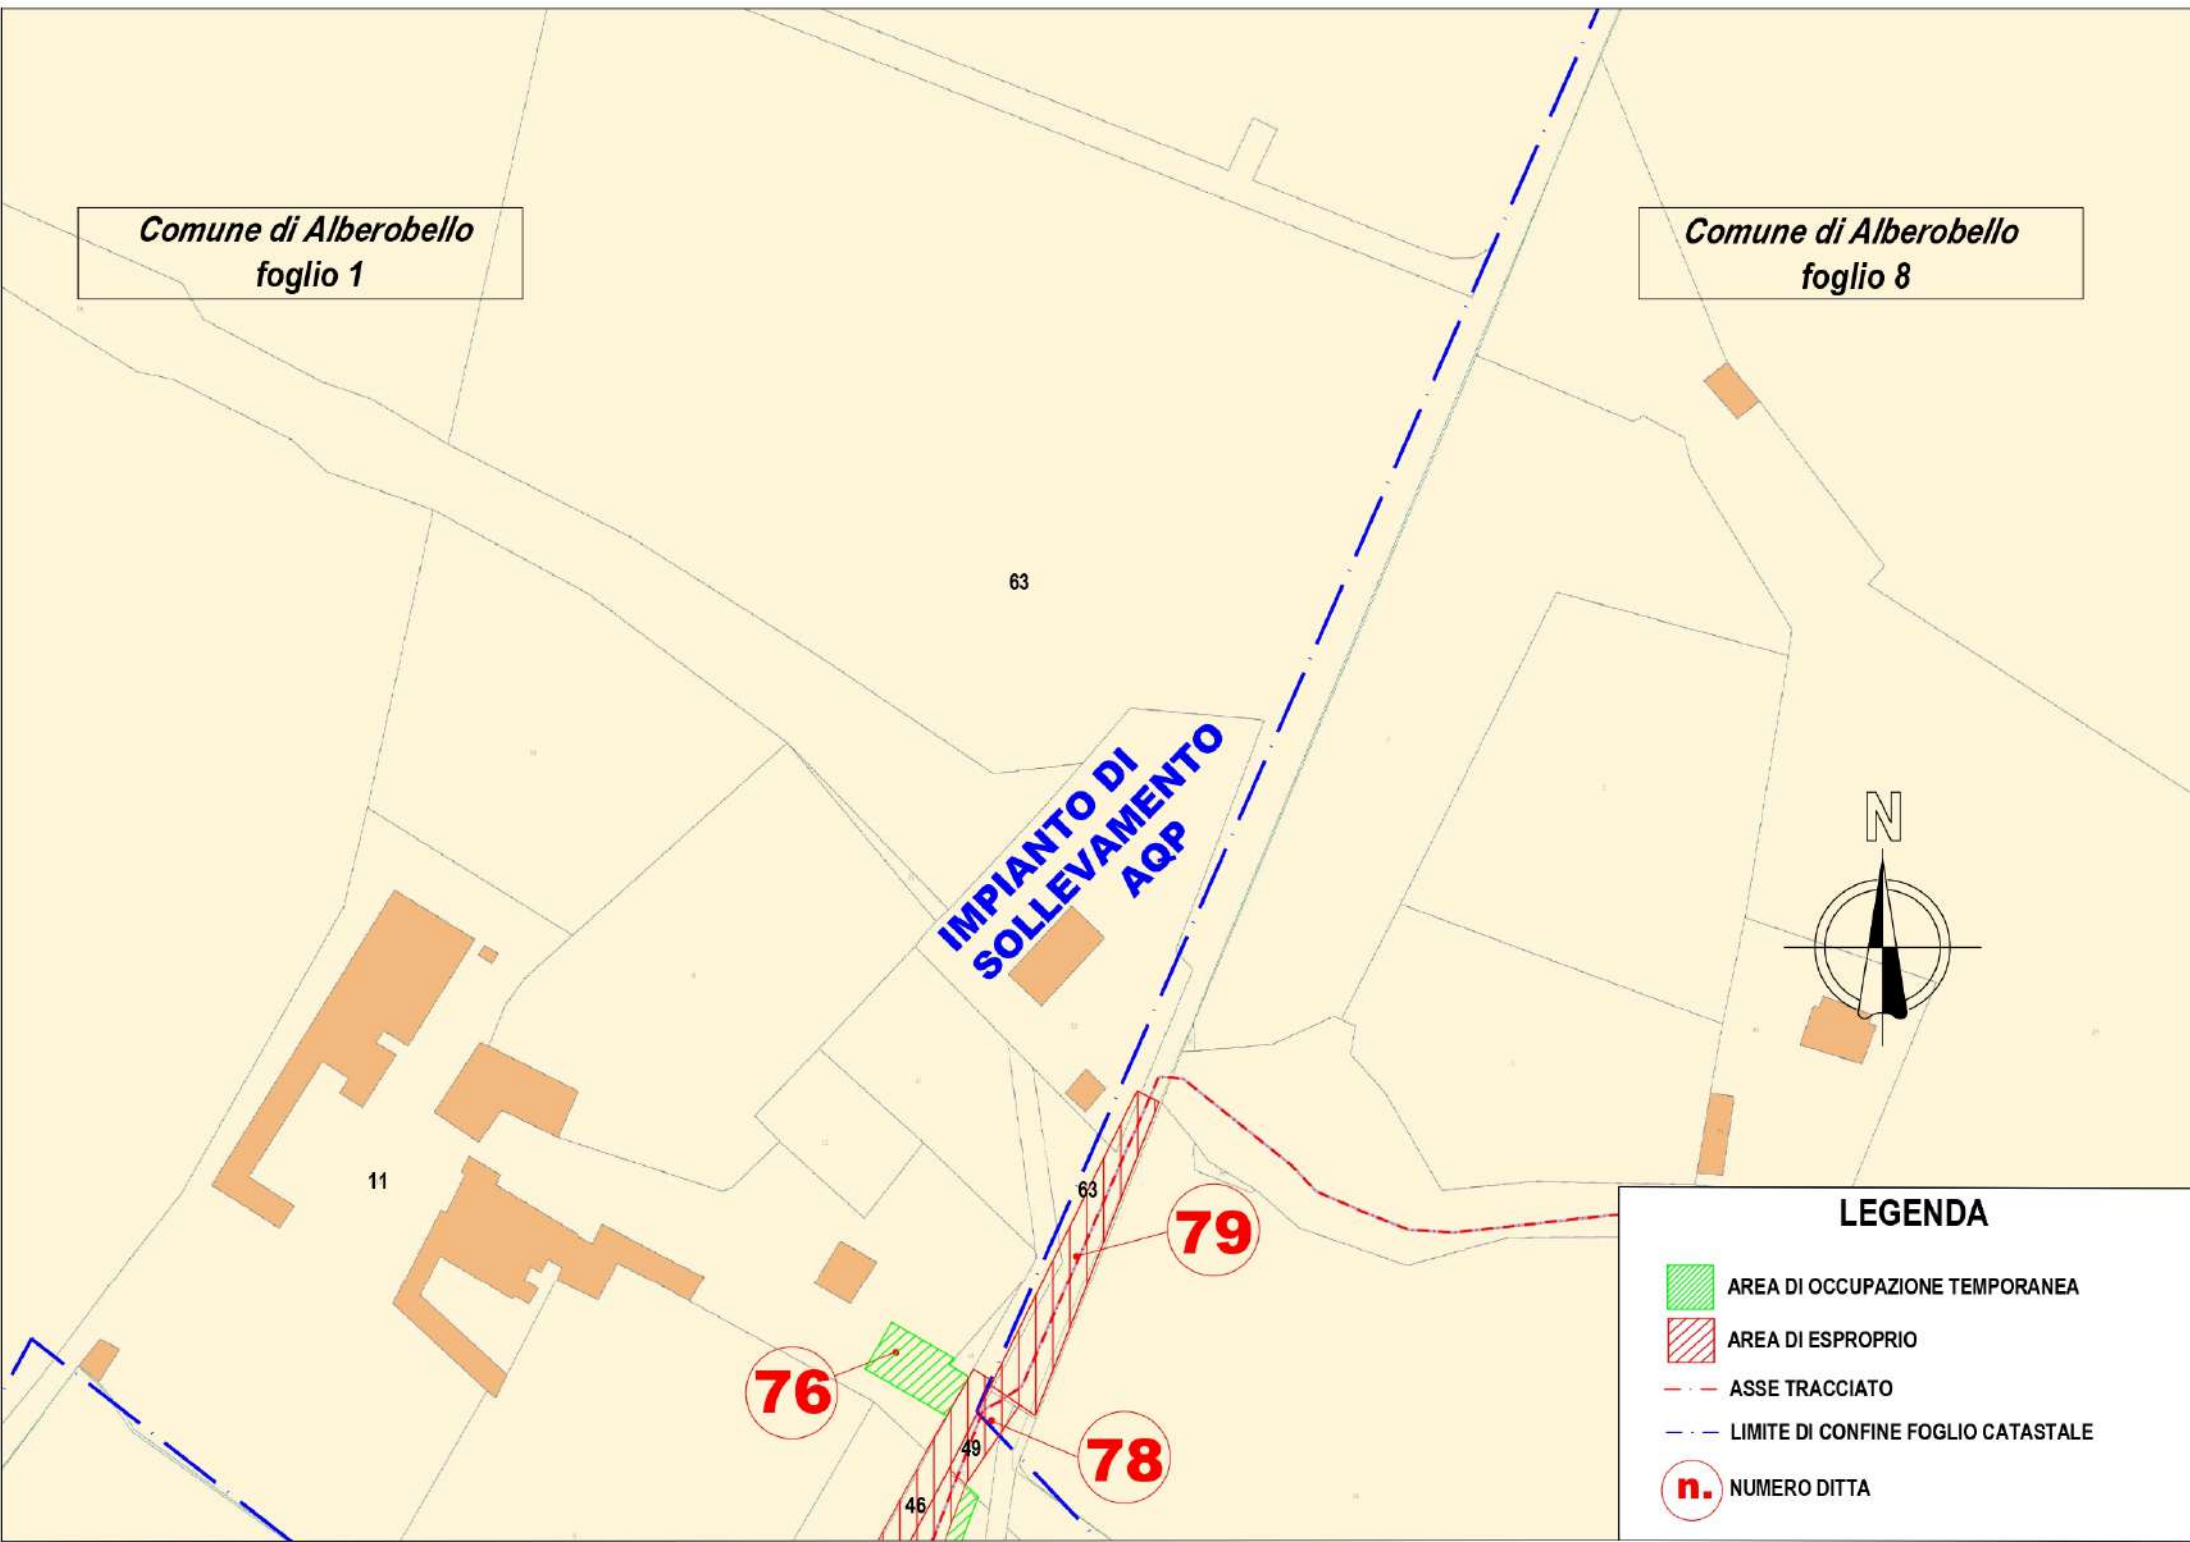 Comune di Alberobello
foglio 1
Comune di Alberobello
foglio 8
63
IMPIANTO DI
SOLLEVAMENTO
AQP
N
11
63
79
76
78
49
46
LEGENDA
AREA DI OCCUPAZIONE TEMPORANEA
AREA DI ESPROPRIO
ASSE TRACCIATO
LIMITE DI CONFINE FOGLIO CATASTALE
n. NUMERO DITTA